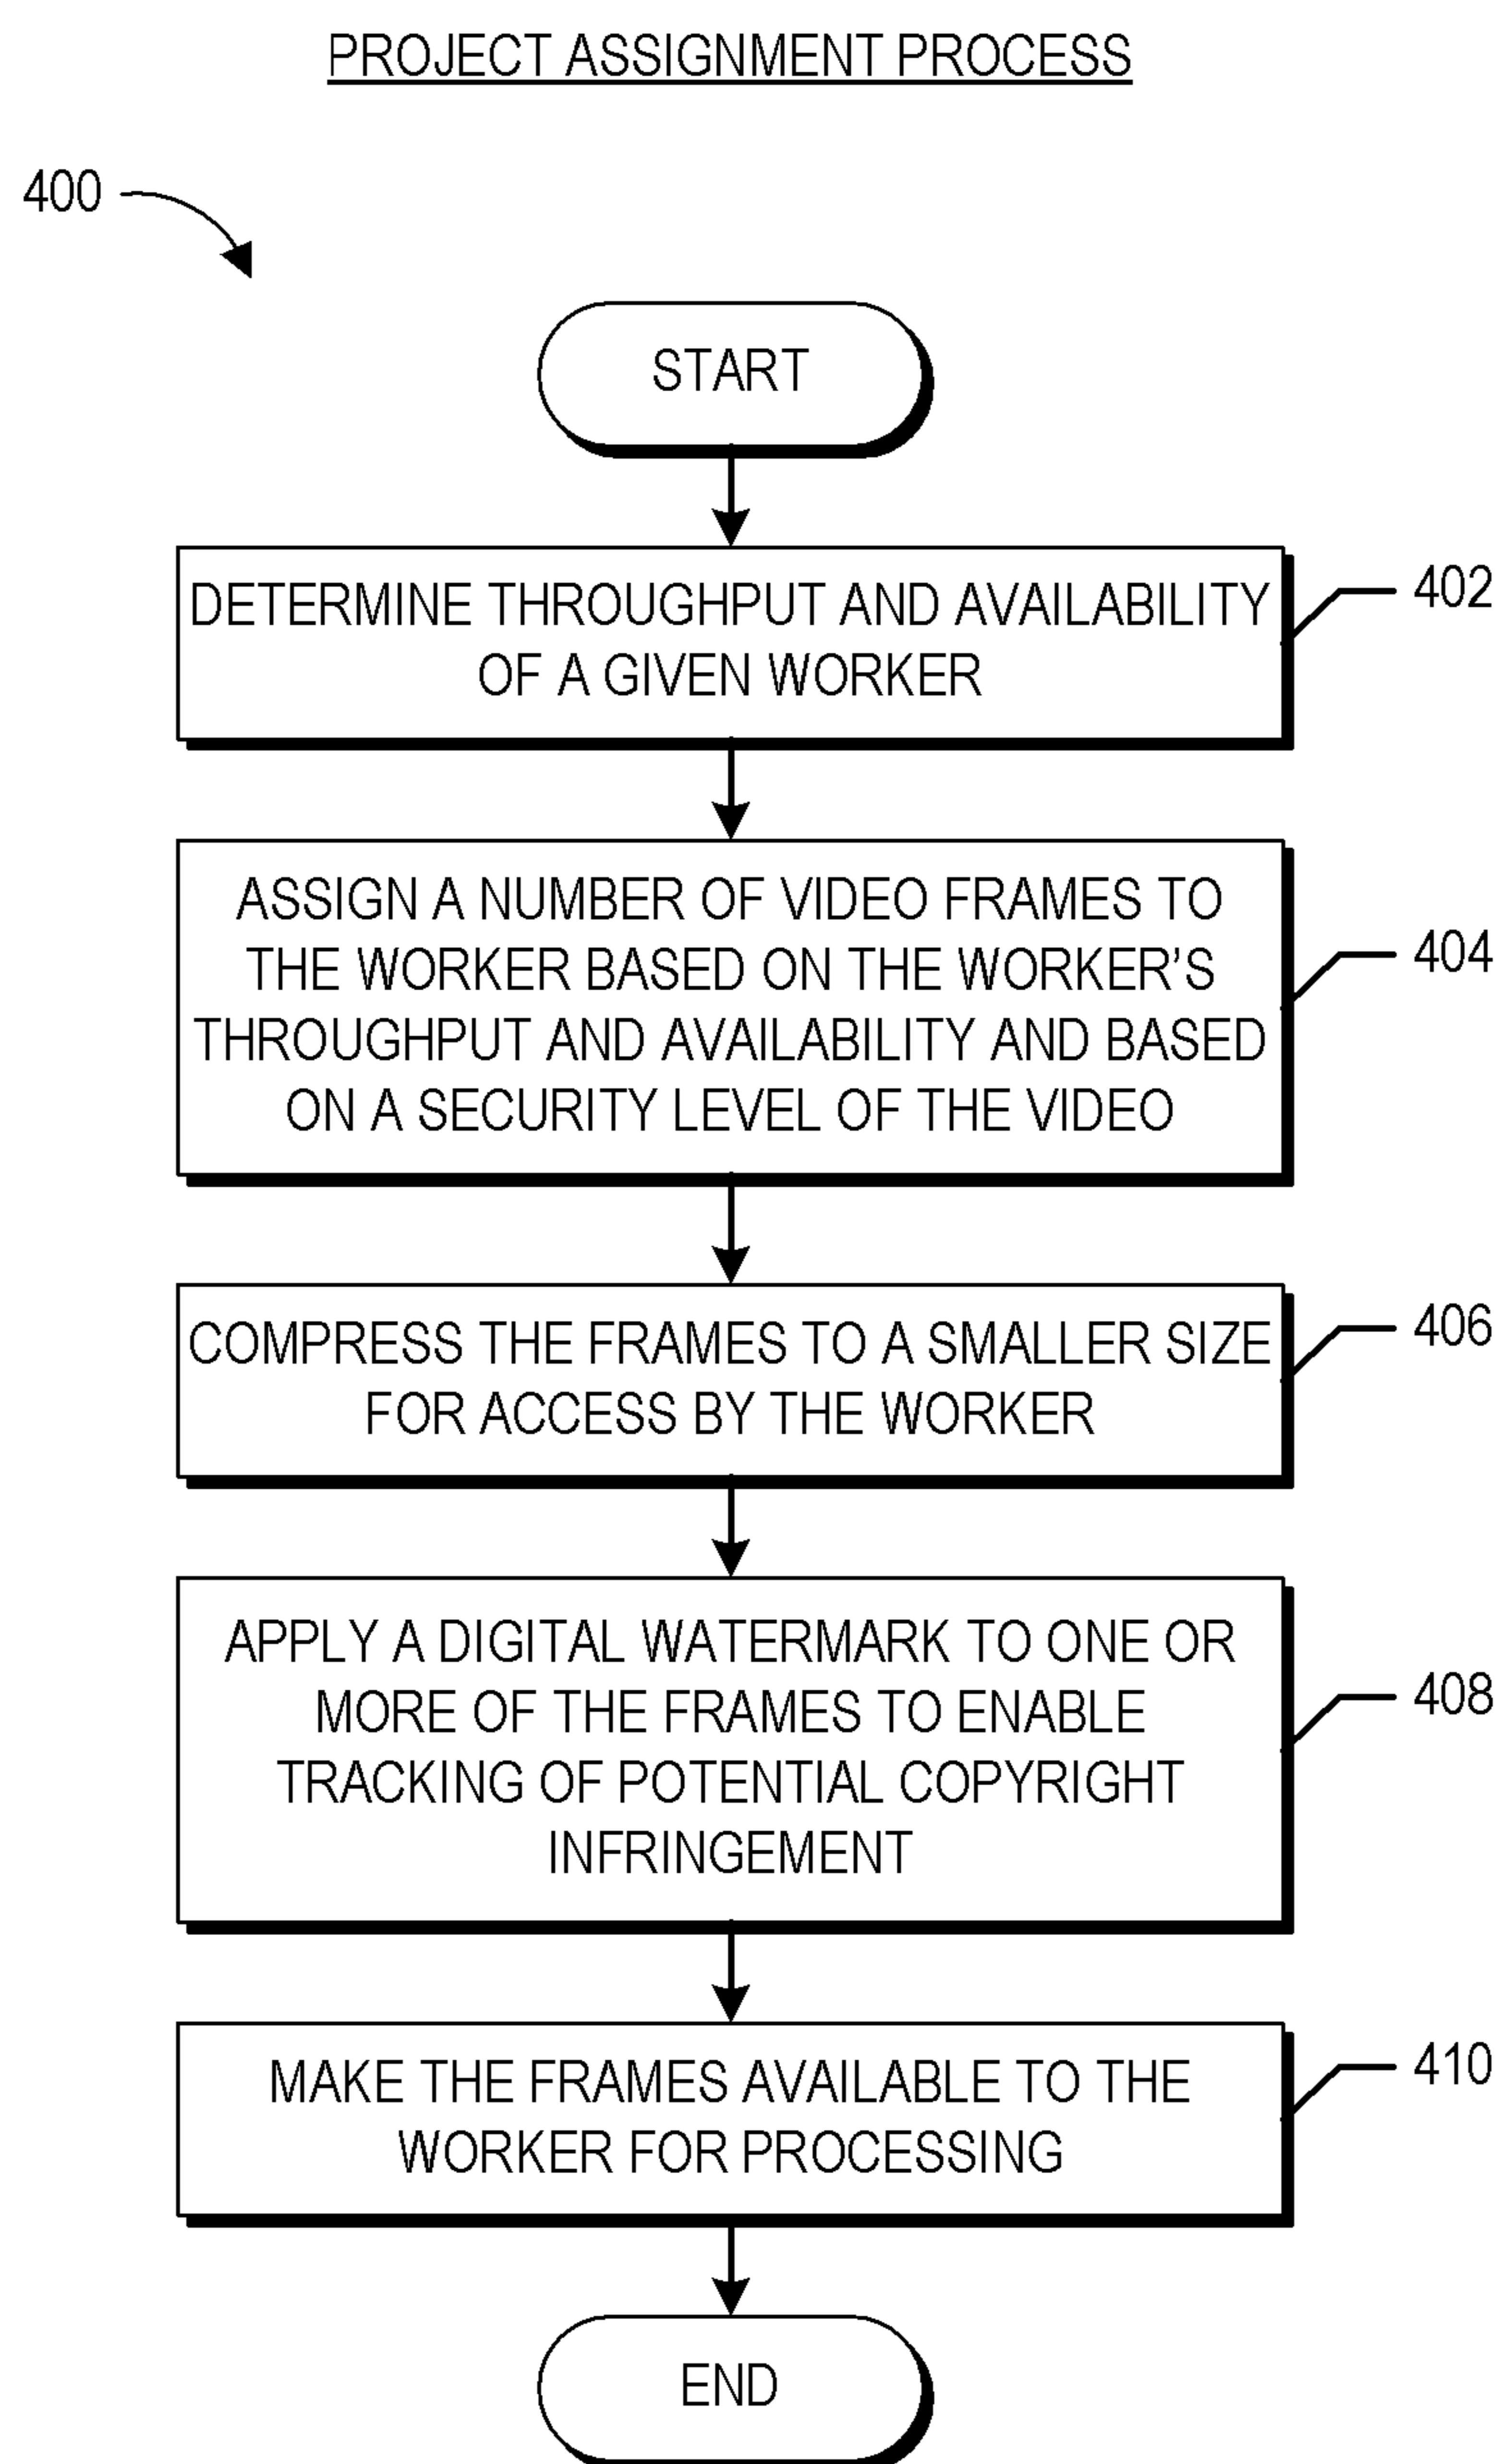 PROJECT ASSIGNMENT PROCESS
400
START
DETERMINE THROUGHPUT AND AVAILABILITY
OF A GIVEN WORKER
402
ASSIGN A NUMBER OF VIDEO FRAMES TO
THE WORKER BASED ON THE WORKER'S
THROUGHPUT AND AVAILABILITY AND BASED
ON A SECURITY LEVEL OF THE VIDEO
404
COMPRESS THE FRAMES TO A SMALLER SIZE
FOR ACCESS BY THE WORKER
406
APPLY A DIGITAL WATERMARK TO ONE OR
MORE OF THE FRAMES TO ENABLE
TRACKING OF POTENTIAL COPYRIGHT
INFRINGEMENT
408
MAKE THE FRAMES AVAILABLE TO THE
WORKER FOR PROCESSING
410
END